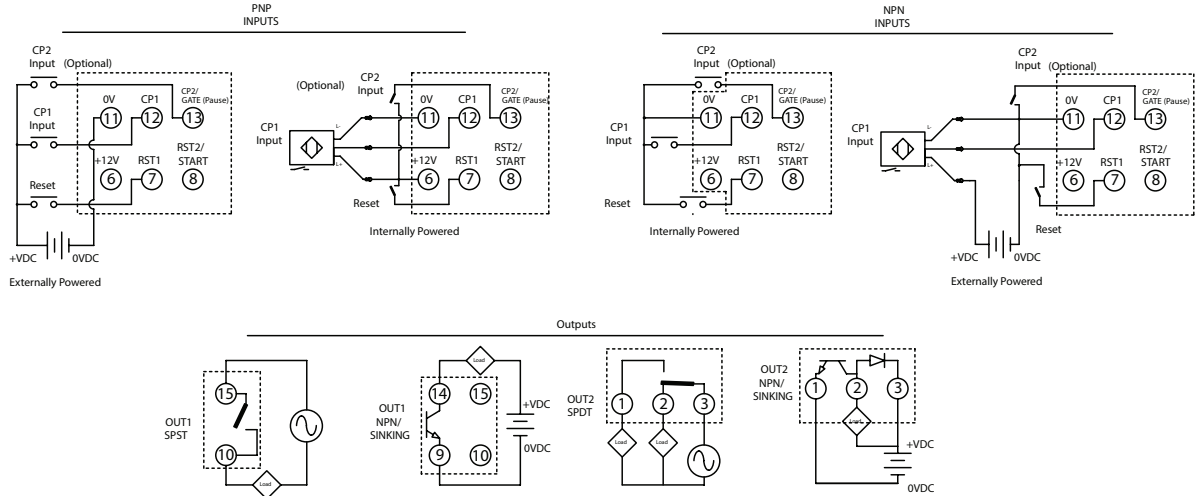 PNP
INPUTS
NPN
INPUTS
CP2
Input (Optional)
0V CP1 CP2/
GATE (Pause)
11 12 13
CP1
Input
+12V RST1 RST2/
START
6 7 8
Reset
+VDC 0VDC
Externally Powered
(Optional) CP2
Input
0V CP1 CP2/
GATE (Pause)
11 12 13
CP1
Input
L-
L+
+12V RST1 RST2/
START
6 7 8
Reset
Internally Powered
CP2
Input (Optional)
0V CP1 CP2/
GATE (Pause)
11 12 13
CP1
Input
+12V RST1 RST2/
START
6 7 8
Reset
Internally Powered
CP2
Input (Optional)
0V CP1 CP2/
GATE (Pause)
11 12 13
CP1
Input
L-
L+
+12V RST1 RST2/
START
6 7 8
Reset
+VDC 0VDC
Externally Powered
Outputs
15
OUT1
SPST
10
Load
Load
14 15
OUT1
NPN/
SINKING
+VDC
0VDC
9 10
OUT2
SPDT
1 2 3
Load Load
OUT2
NPN/
SINKING
1 2 3
Load
+VDC
0VDC